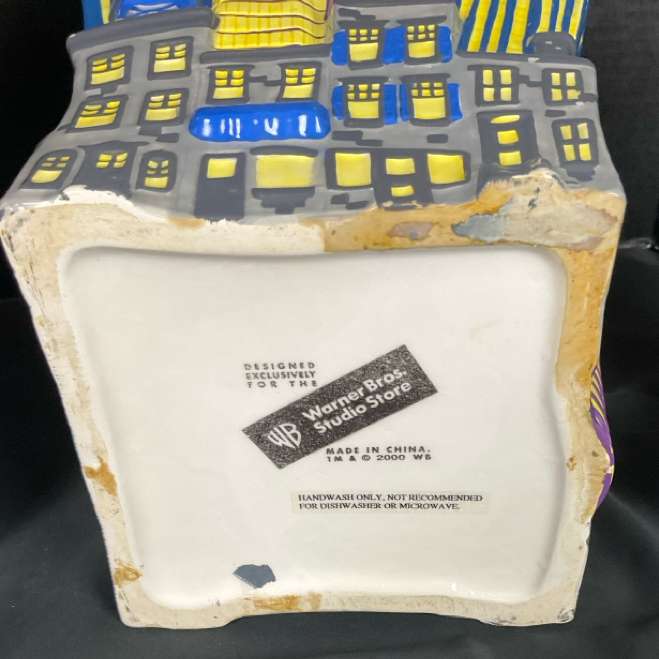 DESIGNED
EXCLUSIVELY
FOR THE
WB Warner Bros.
Studio Store
MADE IN CHINA.
TM & © 2000 WB
HANDWASH ONLY, NOT RECOMMENDED
FOR DISHWASHER OR MICROWAVE.